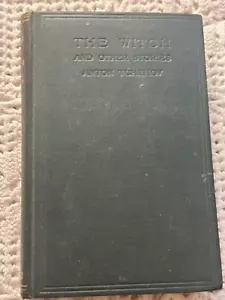 THE WITCH
AND OTHER STORIES
ANTON TCHEHOV